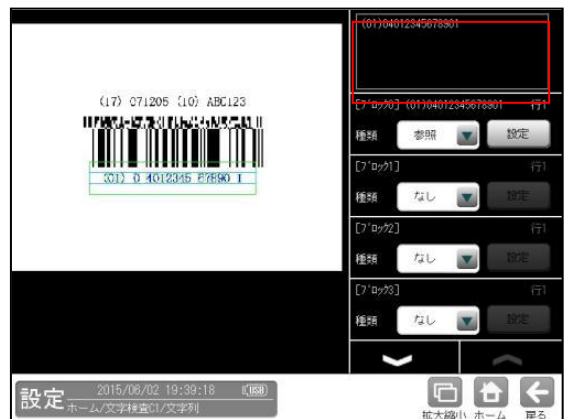 (01)04012345678901
(17) 071205 (10) ABC123
(01) 0 4012345 67890 1
[ブロック0] (01)04012345678901 行1
種類 参照 設定
[ブロック1] 行1
種類 なし 設定
[ブロック2] 行1
種類 なし 設定
[ブロック3] 行1
種類 なし 設定
設定 2015/06/02 19:39:18 (USB)
ホーム/文字検査C1/文字列
拡大縮小 ホーム 戻る